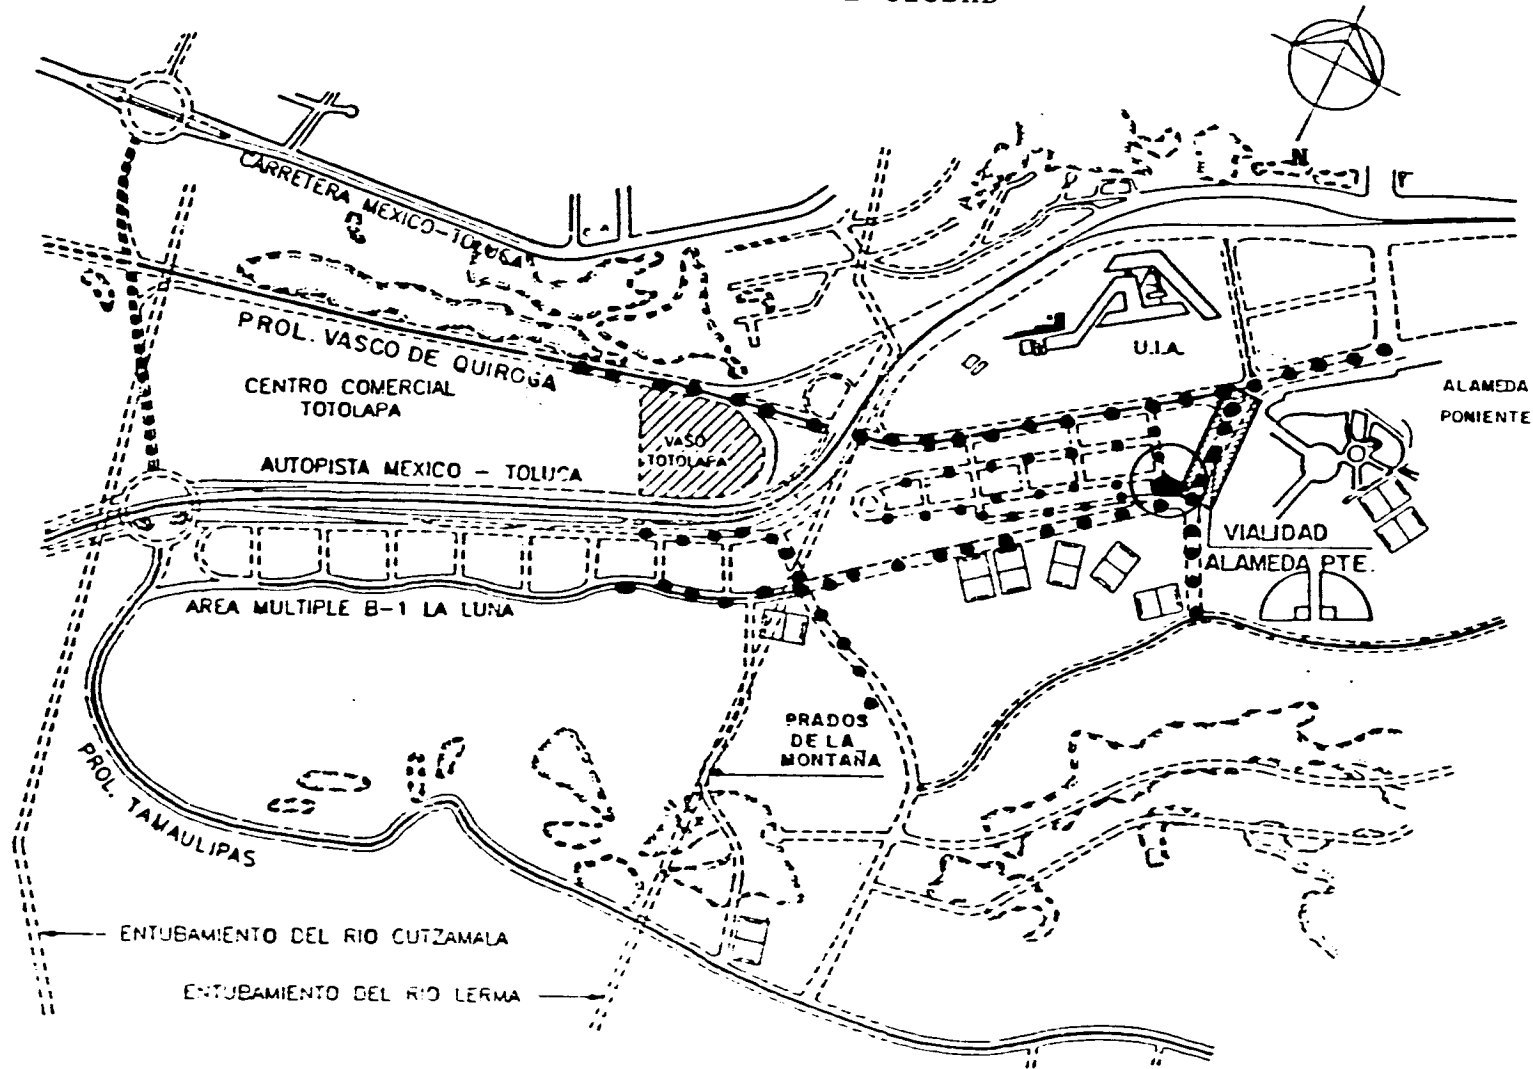 CIUDAD
N
CARRETERA MEXICO-TOLUCA
PROL. VASCO DE QUIROGA
U.I.A.
CENTRO COMERCIAL
TOTOLAPA
ALAMEDA
PONIENTE
VASO
TOTOLAPA
AUTOPISTA MEXICO - TOLUCA
VIALIDAD
ALAMEDA PTE.
AREA MULTIPLE B-1 LA LUNA
PRADOS
DE LA
MONTAÑA
PROL. TAMAULIPAS
ENTUBAMIENTO DEL RIO CUTZAMALA
ENTUBAMIENTO DEL RIO LERMA